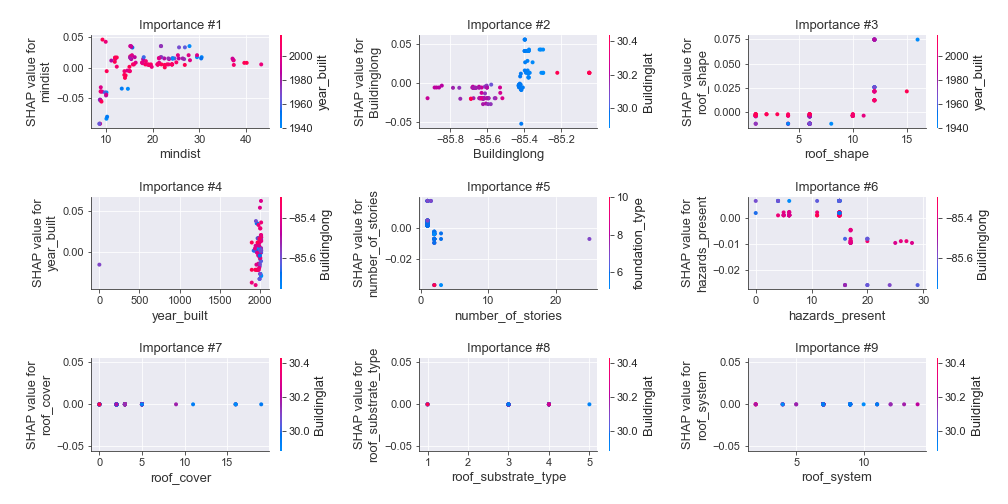 Importance #1
SHAP value for
mindist
0.05
0.00
−0.05
10
20
30
40
mindist
2000
1980
1960
1940
year_built
Importance #2
SHAP value for
Buildinglong
0.05
0.00
−0.05
−85.8
−85.6
−85.4
−85.2
Buildinglong
30.4
30.2
30.0
Buildinglat
Importance #3
SHAP value for
roof_shape
0.075
0.050
0.025
0.000
0
5
10
15
roof_shape
2000
1980
1960
1940
year_built
Importance #4
SHAP value for
year_built
0.05
0.00
0
500
1000
1500
2000
year_built
−85.4
−85.6
Buildinglong
Importance #5
SHAP value for
number_of_stories
0.00
−0.02
0
10
20
number_of_stories
10
8
6
foundation_type
Importance #6
SHAP value for
hazards_present
0.00
−0.01
−0.02
0
10
20
30
hazards_present
−85.4
−85.6
Buildinglong
Importance #7
SHAP value for
roof_cover
0.05
0.00
−0.05
0
5
10
15
roof_cover
30.4
30.2
30.0
Buildinglat
Importance #8
SHAP value for
roof_substrate_type
0.05
0.00
−0.05
1
2
3
4
5
roof_substrate_type
30.4
30.2
30.0
Buildinglat
Importance #9
SHAP value for
roof_system
0.05
0.00
−0.05
5
10
roof_system
30.4
30.2
30.0
Buildinglat